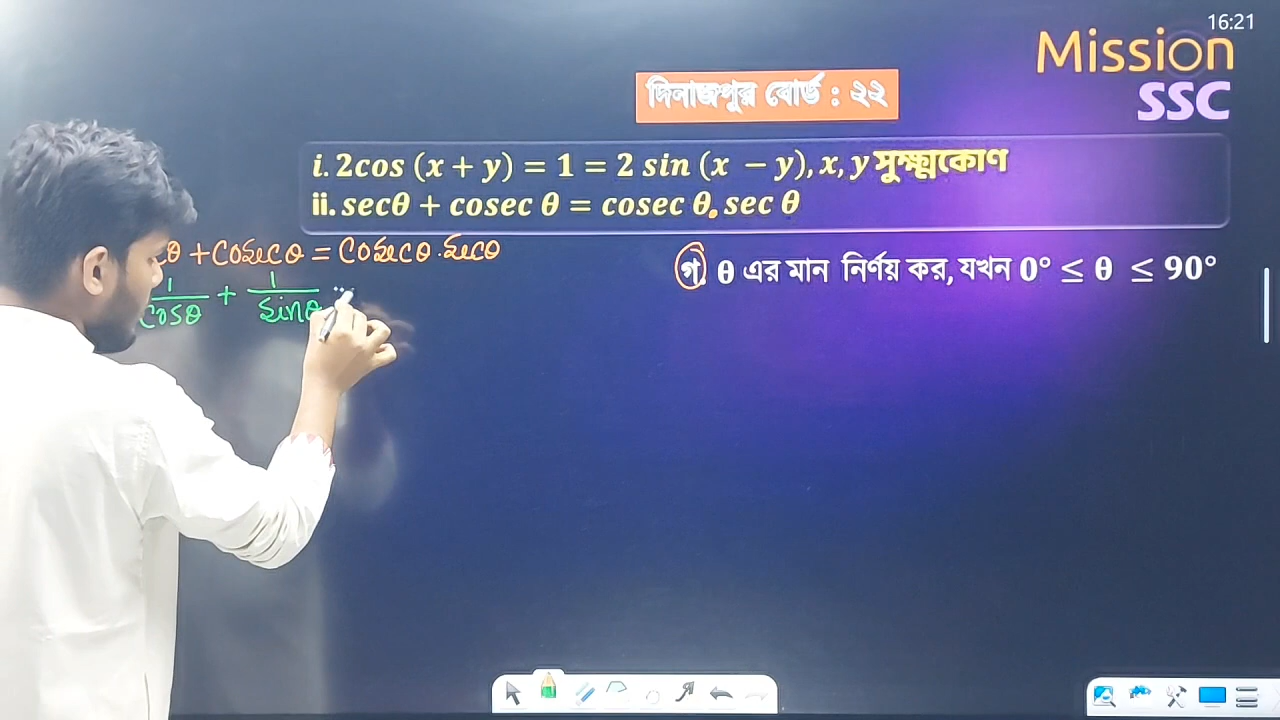 16:21
Mission
SSC
দিনাজপুর বোর্ড : ২২
i. 2cos (x + y) = 1 = 2 sin (x - y), x, y সুক্ষ্মকোণ
ii. secθ + cosec θ = cosec θ. sec θ
cθ + cosecθ = cosecθ.secθ
1/cosθ + 1/sinθ
গ. θ এর মান নির্ণয় কর, যখন 0° ≤ θ ≤ 90°